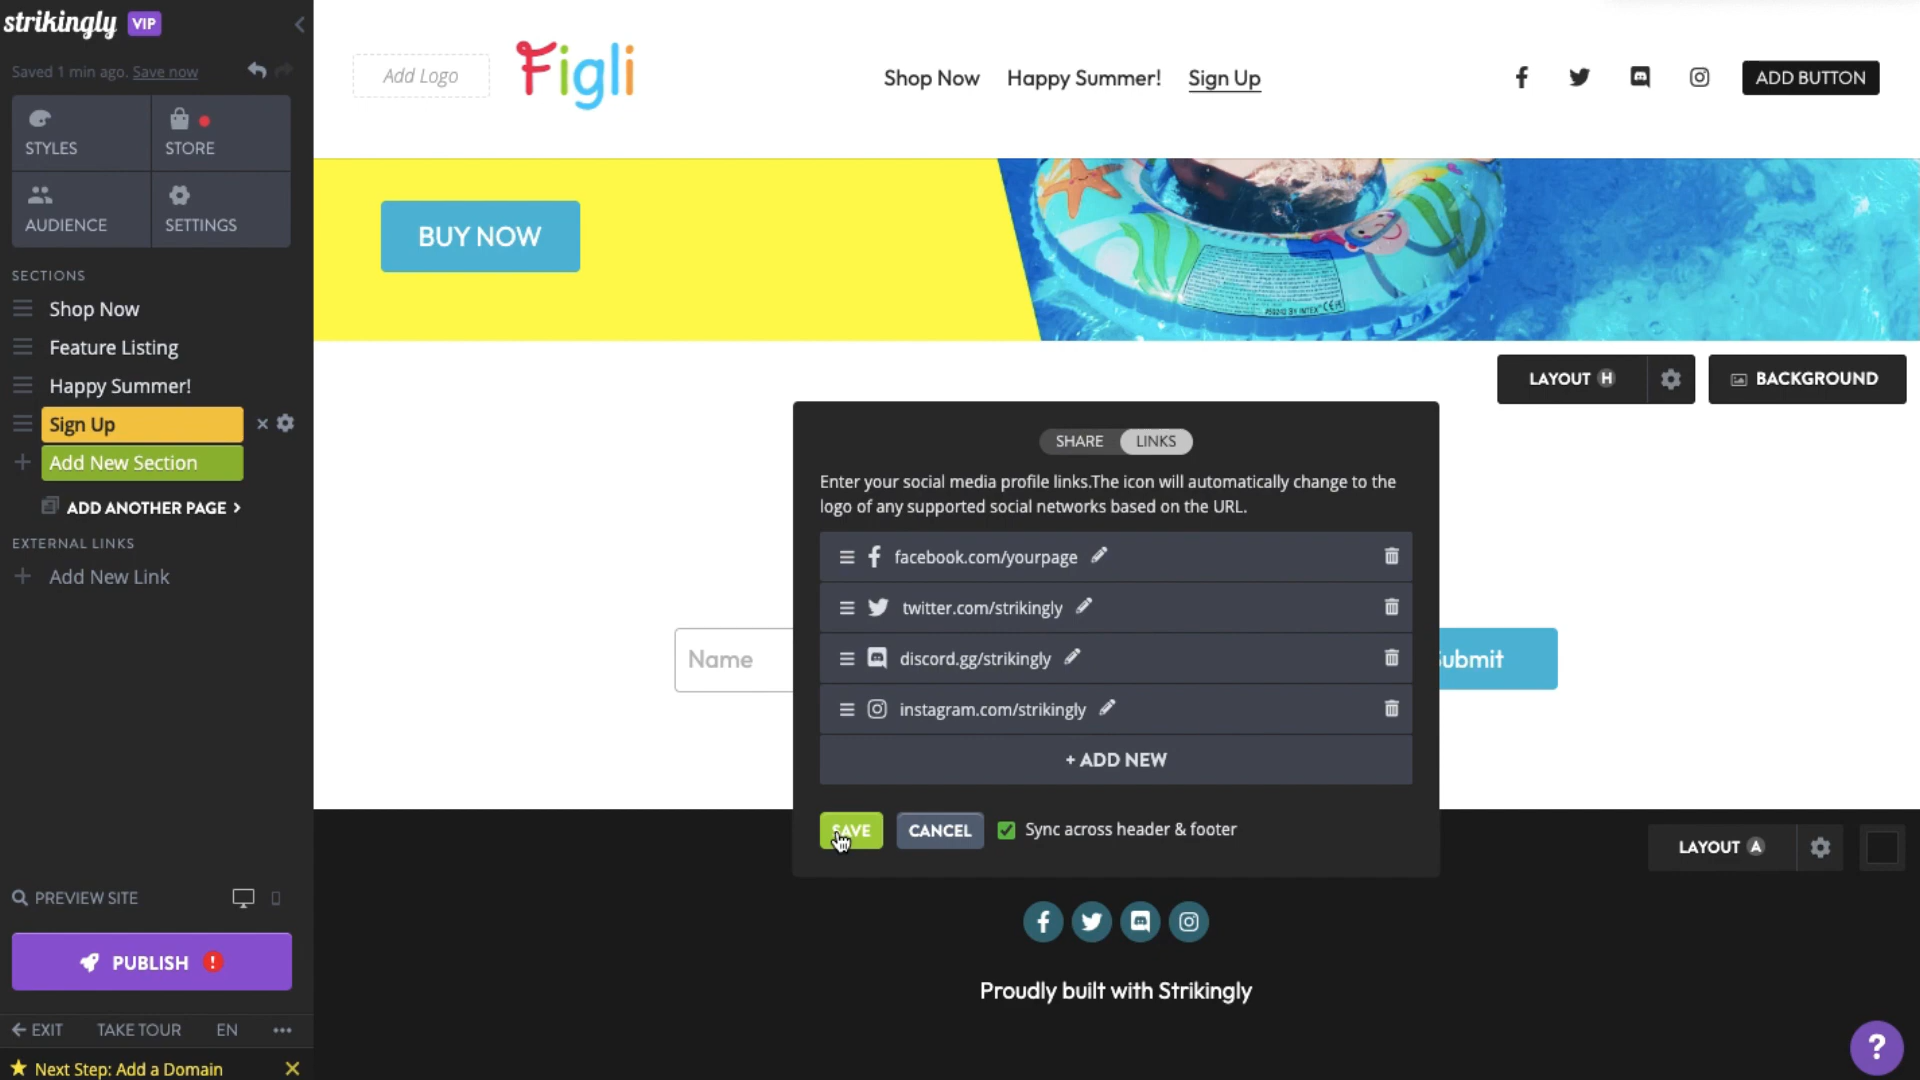 strikingly VIP
Saved 1 min ago. Save now
STYLES
STORE
AUDIENCE
SETTINGS
SECTIONS
Shop Now
Feature Listing
Happy Summer!
Sign Up
Add New Section
ADD ANOTHER PAGE >
EXTERNAL LINKS
Add New Link
PREVIEW SITE
PUBLISH !
EXIT TAKE TOUR EN •••
Next Step: Add a Domain
Add Logo
Figli
Shop Now Happy Summer! Sign Up
ADD BUTTON
BUY NOW
LAYOUT H
BACKGROUND
SHARE LINKS
Enter your social media profile links.The icon will automatically change to the
logo of any supported social networks based on the URL.
facebook.com/yourpage
twitter.com/strikingly
discord.gg/strikingly
instagram.com/strikingly
+ ADD NEW
SAVE CANCEL Sync across header & footer
Name
ubmit
LAYOUT A
Proudly built with Strikingly
?